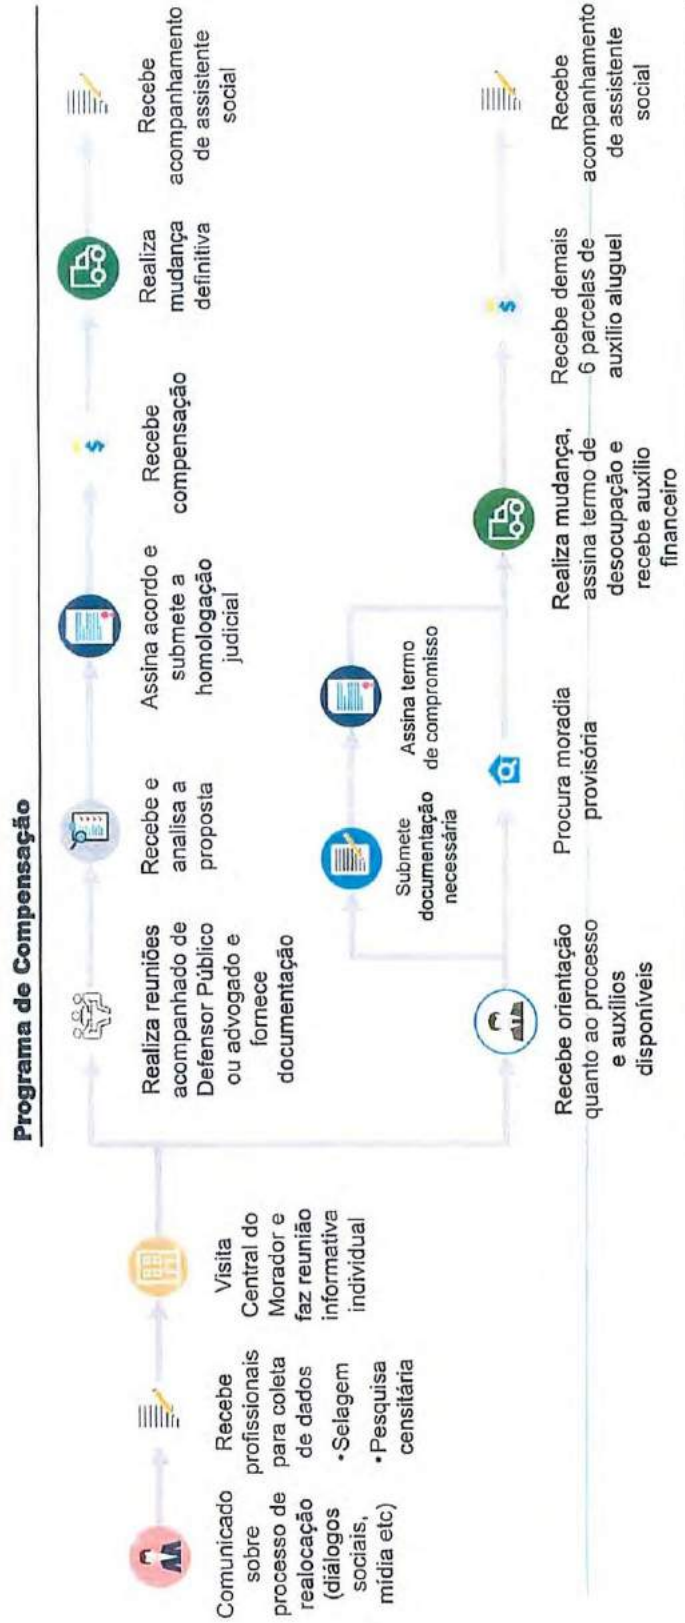 Programa de Compensação
Comunicado
sobre
processo de
realocação
(diálogos
sociais,
mídia etc)
Recebe
profissionais
para coleta
de dados
•Selagem
•Pesquisa
censitária
Visita
Central do
Morador e
faz reunião
informativa
individual
Realiza reuniões
acompanhado de
Defensor Público
ou advogado e
fornece
documentação
Recebe e
analisa a
proposta
Assina acordo e
submete a
homologação
judicial
Recebe
compensação
Realiza
mudança
definitiva
Recebe
acompanhamento
de assistente
social
Recebe orientação
quanto ao processo
e auxílios
disponíveis
Submete
documentação
necessária
Assina termo
de compromisso
Procura moradia
provisória
Realiza mudança,
assina termo de
desocupação e
recebe auxílio
financeiro
Recebe demais
6 parcelas de
auxílio aluguel
Recebe
acompanhamento
de assistente
social